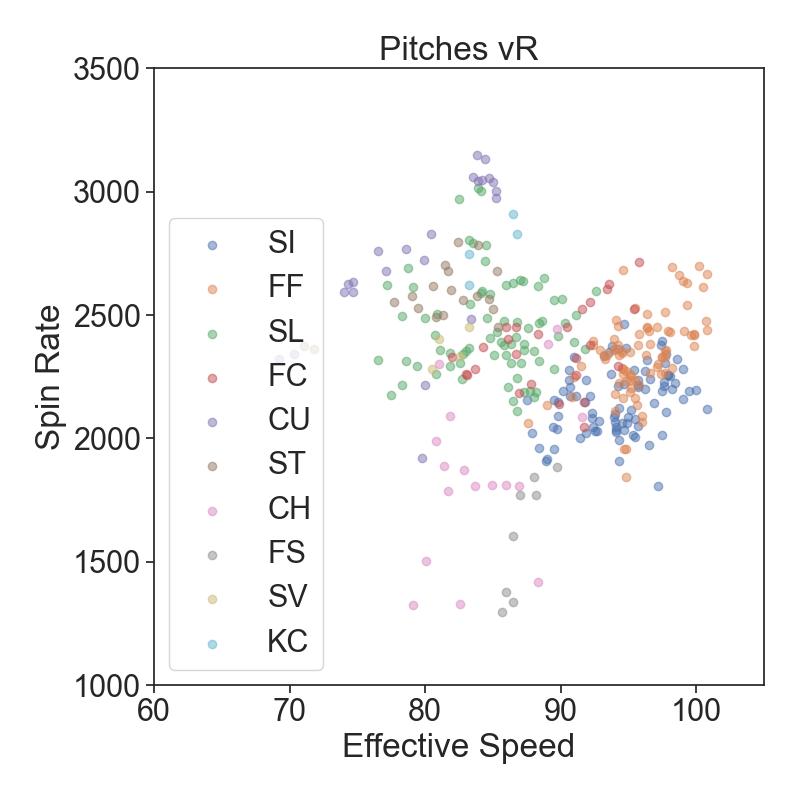 Pitches vR
3500
3000
2500
2000
1500
1000
Spin Rate
SI
FF
SL
FC
CU
ST
CH
FS
SV
KC
60 70 80 90 100
Effective Speed